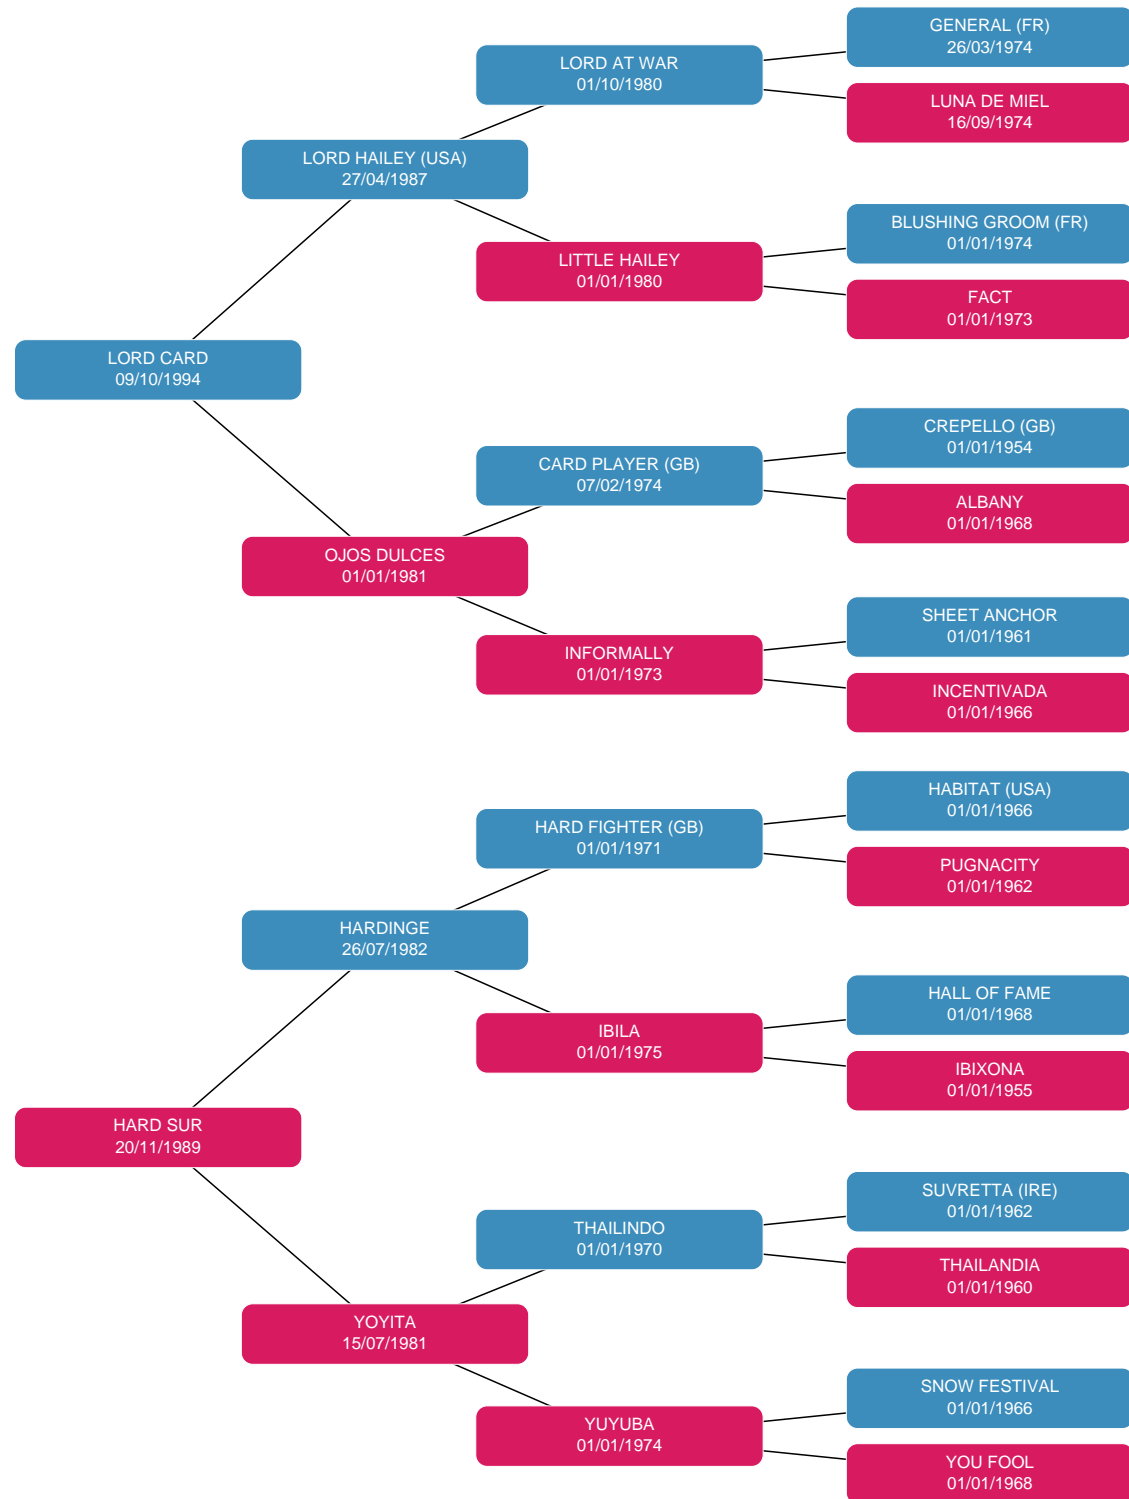 GENERAL (FR)
26/03/1974
LORD AT WAR
01/10/1980
LUNA DE MIEL
16/09/1974
LORD HAILEY (USA)
27/04/1987
BLUSHING GROOM (FR)
01/01/1974
LITTLE HAILEY
01/01/1980
FACT
01/01/1973
LORD CARD
09/10/1994
CREPELLO (GB)
01/01/1954
CARD PLAYER (GB)
07/02/1974
ALBANY
01/01/1968
OJOS DULCES
01/01/1981
SHEET ANCHOR
01/01/1961
INFORMALLY
01/01/1973
INCENTIVADA
01/01/1966
HABITAT (USA)
01/01/1966
HARD FIGHTER (GB)
01/01/1971
PUGNACITY
01/01/1962
HARDINGE
26/07/1982
HALL OF FAME
01/01/1968
IBILA
01/01/1975
IBIXONA
01/01/1955
HARD SUR
20/11/1989
SUVRETTA (IRE)
01/01/1962
THAILINDO
01/01/1970
THAILANDIA
01/01/1960
YOYITA
15/07/1981
SNOW FESTIVAL
01/01/1966
YUYUBA
01/01/1974
YOU FOOL
01/01/1968